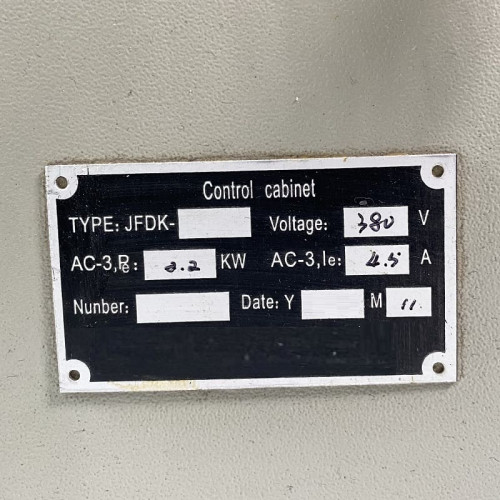 Control cabinet
TYPE: JFDK- Voltage: 380 V
AC-3,Pe: 2.2 KW AC-3,Ie: 4.5 A
Nunber: Date: Y M 11